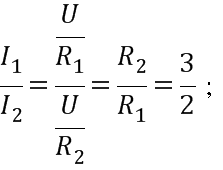 I₁/I₂ = (U/R₁)/(U/R₂) = R₂/R₁ = 3/2 ;